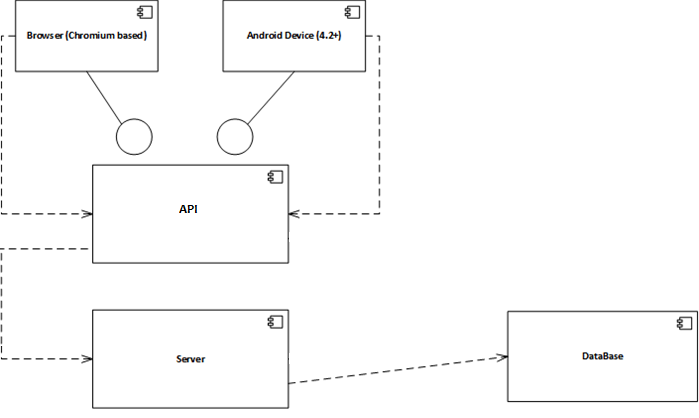 Browser (Chromium based)
Android Device (4.2+)
API
Server
DataBase